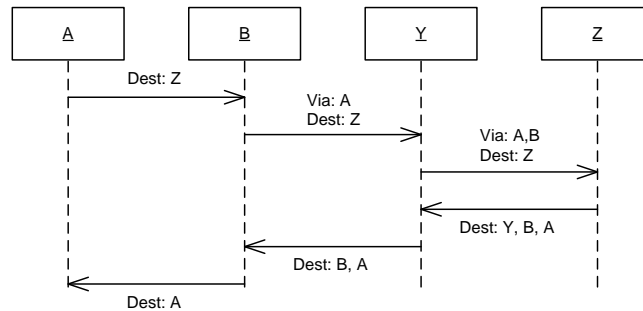 A
B
Y
Z
Dest: Z
Via: A
Dest: Z
Via: A,B
Dest: Z
Dest: Y, B, A
Dest: B, A
Dest: A